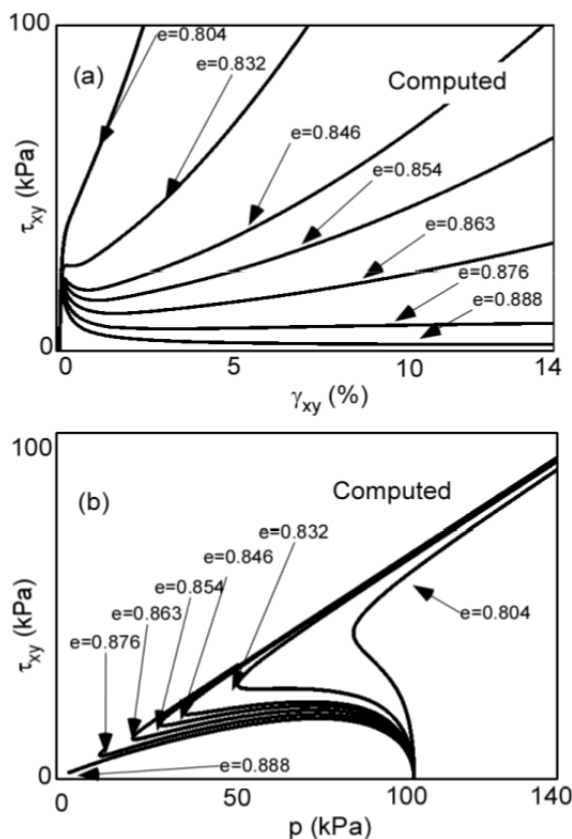 100
e=0.804
(a)
e=0.832
Computed
e=0.846
e=0.854
e=0.863
e=0.876
e=0.888
τxy (kPa)
0
0 5 10 14
γxy (%)
100
(b)
Computed
e=0.832
e=0.846
e=0.854
e=0.863
e=0.876
e=0.804
e=0.888
τxy (kPa)
0
0 50 100 140
p (kPa)